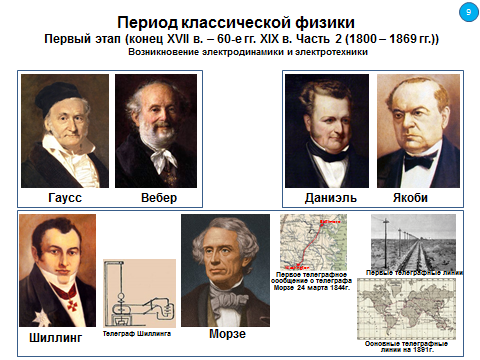 9
Период классической физики
Первый этап (конец XVII в. – 60-е гг. XIX в. Часть 2 (1800 – 1869 гг.))
Возникновение электродинамики и электротехники
Гаусс
Вебер
Даниэль
Якоби
Шиллинг
Телеграф Шиллинга
Морзе
Первое телеграфное
сообщение о телеграфа
Морзе 24 марта 1844г.
Первые телеграфные линии
Основные телеграфные
линии на 1891г.